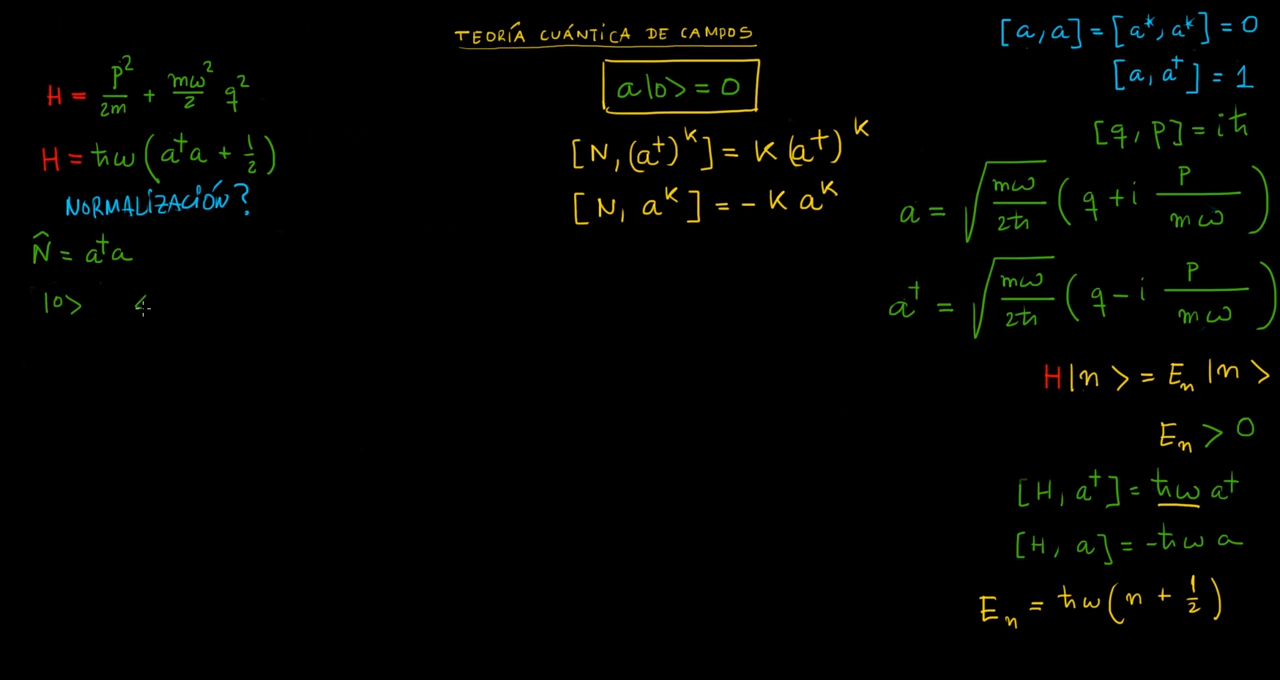 TEORÍA CUÁNTICA DE CAMPOS
a|0> = 0
[N, (a†)^K] = K (a†)^K
[N, a^K] = - K a^K
H = p²/2m + mω²/2 q²
H = ħω (a†a + 1/2)
NORMALIZACIÓN?
N̂ = a†a
|0> <
[a, a] = [a*, a*] = 0
[a, a†] = 1
[q, p] = iħ
a = √(mω/2ħ) (q + i p/mω)
a† = √(mω/2ħ) (q - i p/mω)
H|n> = E_n |n>
E_n > 0
[H, a†] = ħω a†
[H, a] = -ħω a
E_n = ħω (n + 1/2)